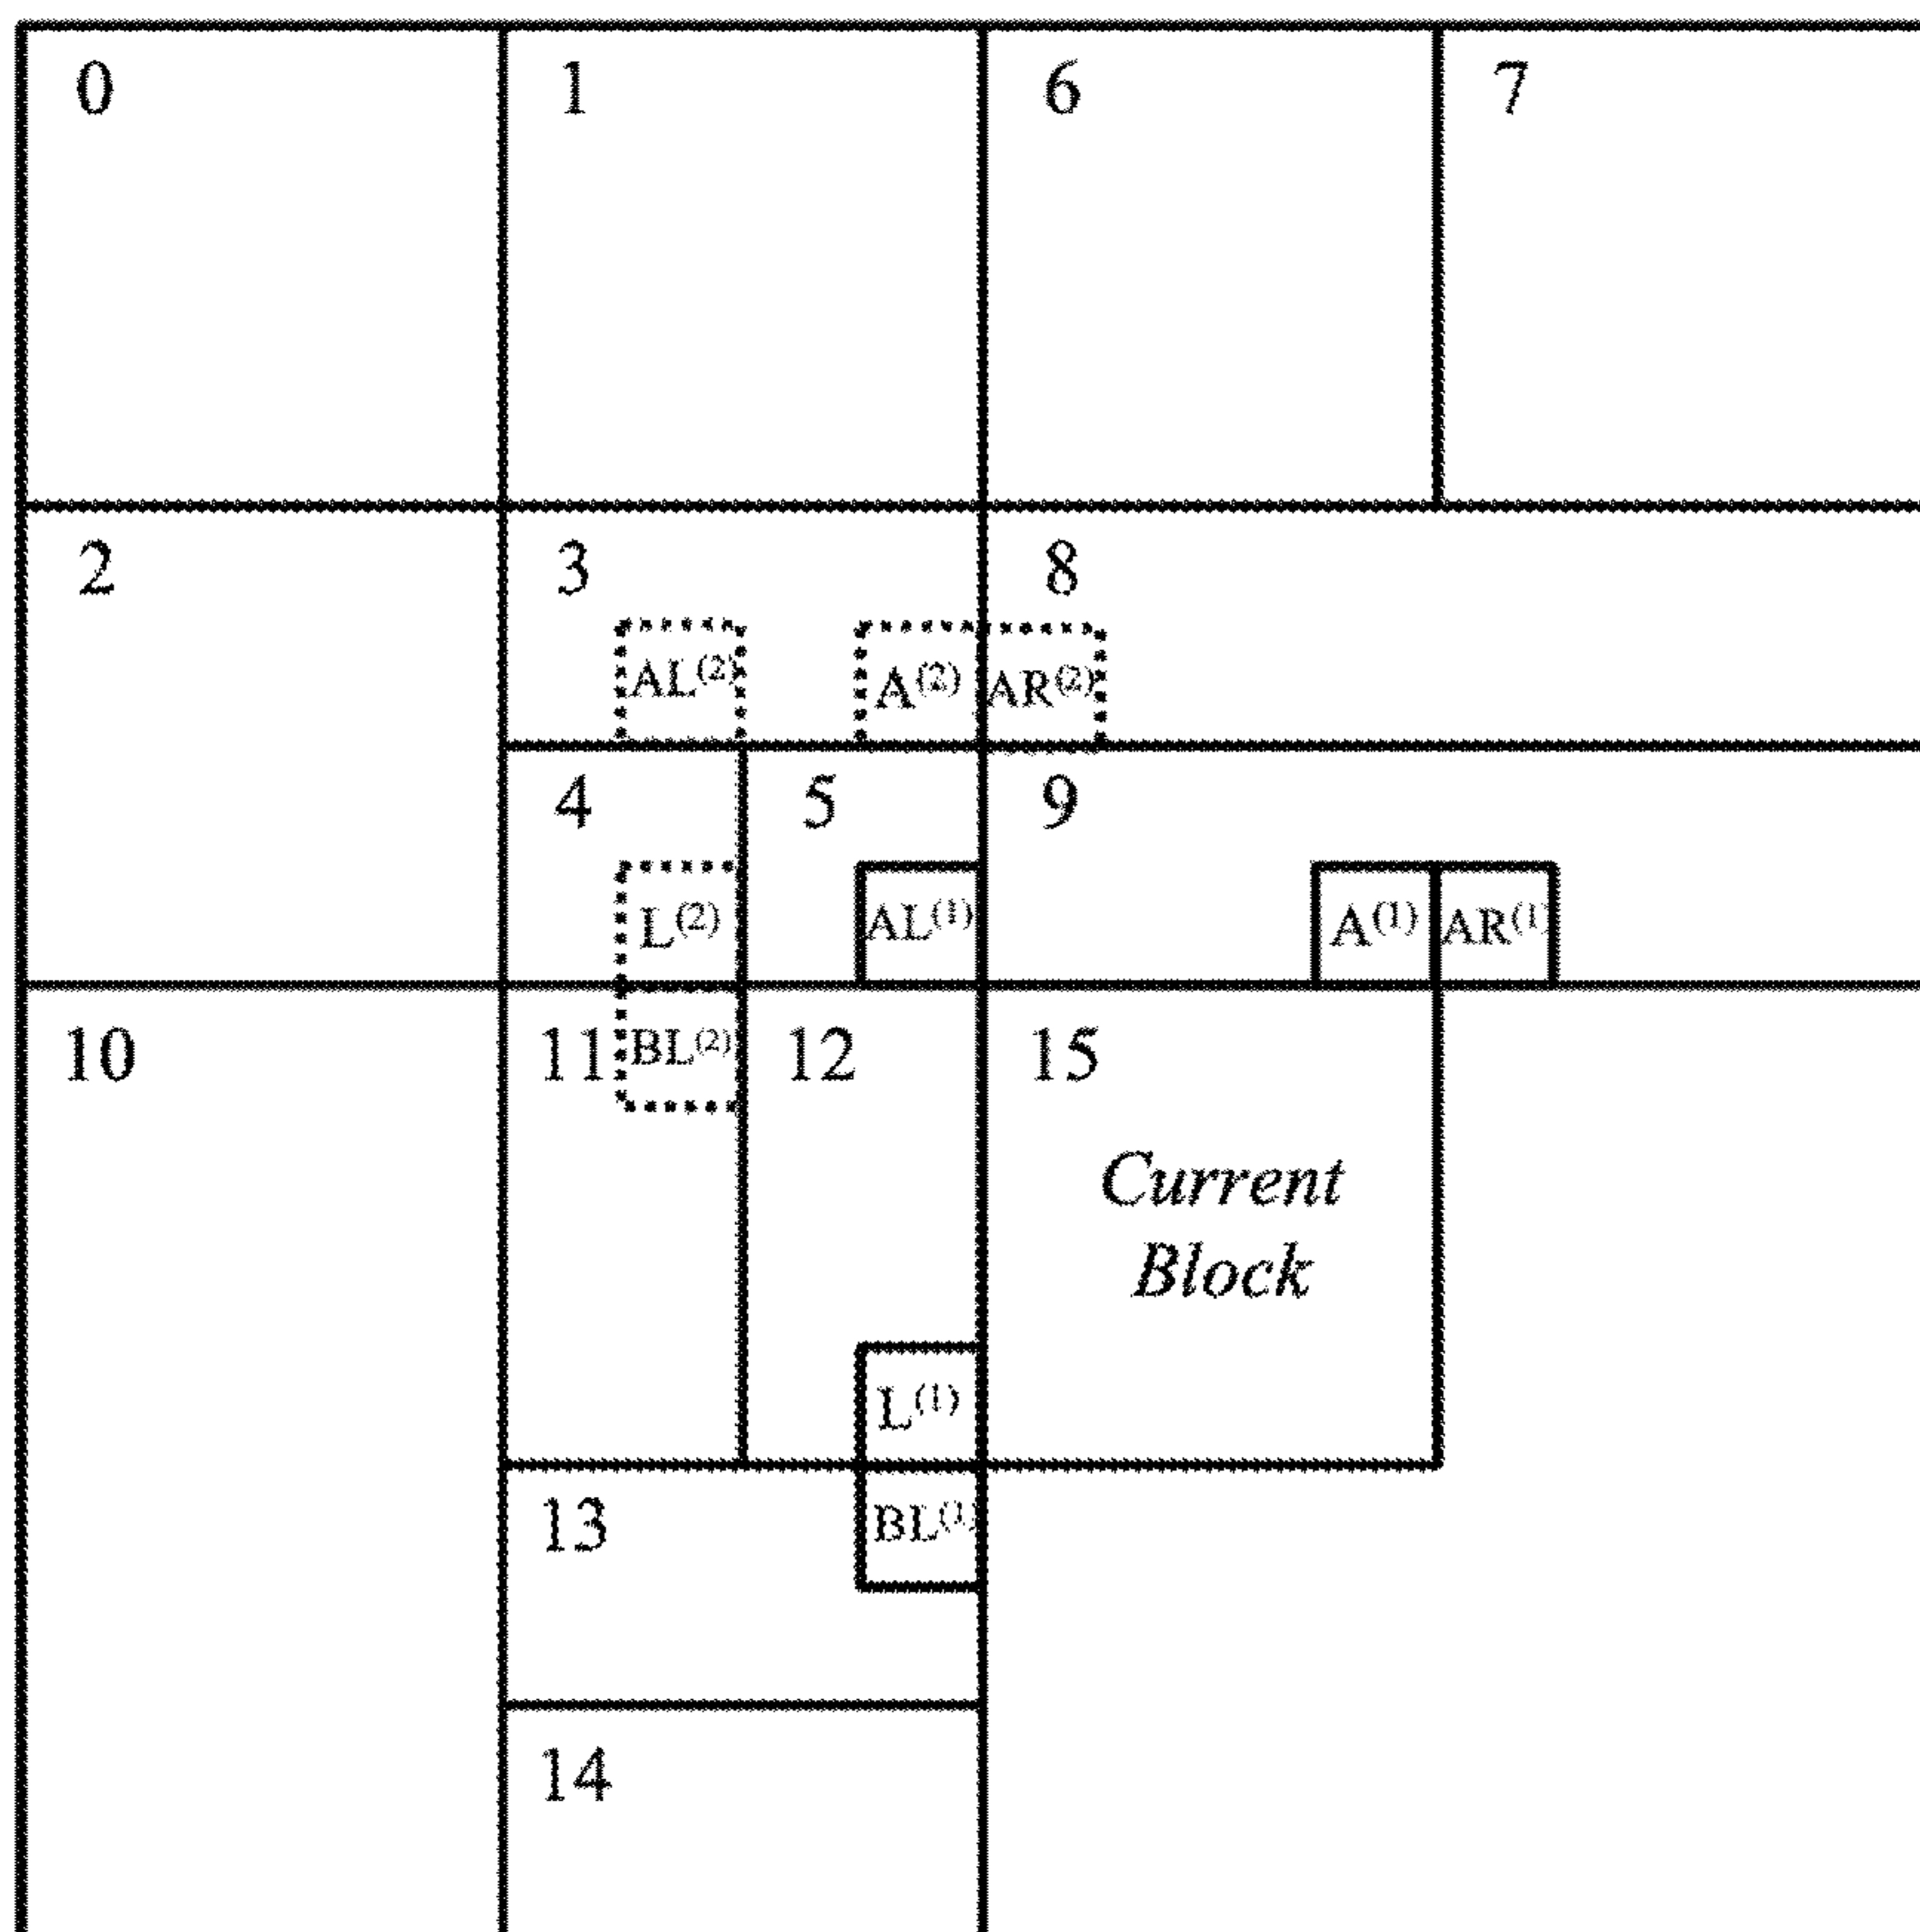 0 1 6 7
2 3 8
AL(2) A(2) AR(2)
4 5 9
L(2) AL(1) A(1) AR(1)
10 11 BL(2) 12 15
Current
Block
L(1)
13 BL(1)
14